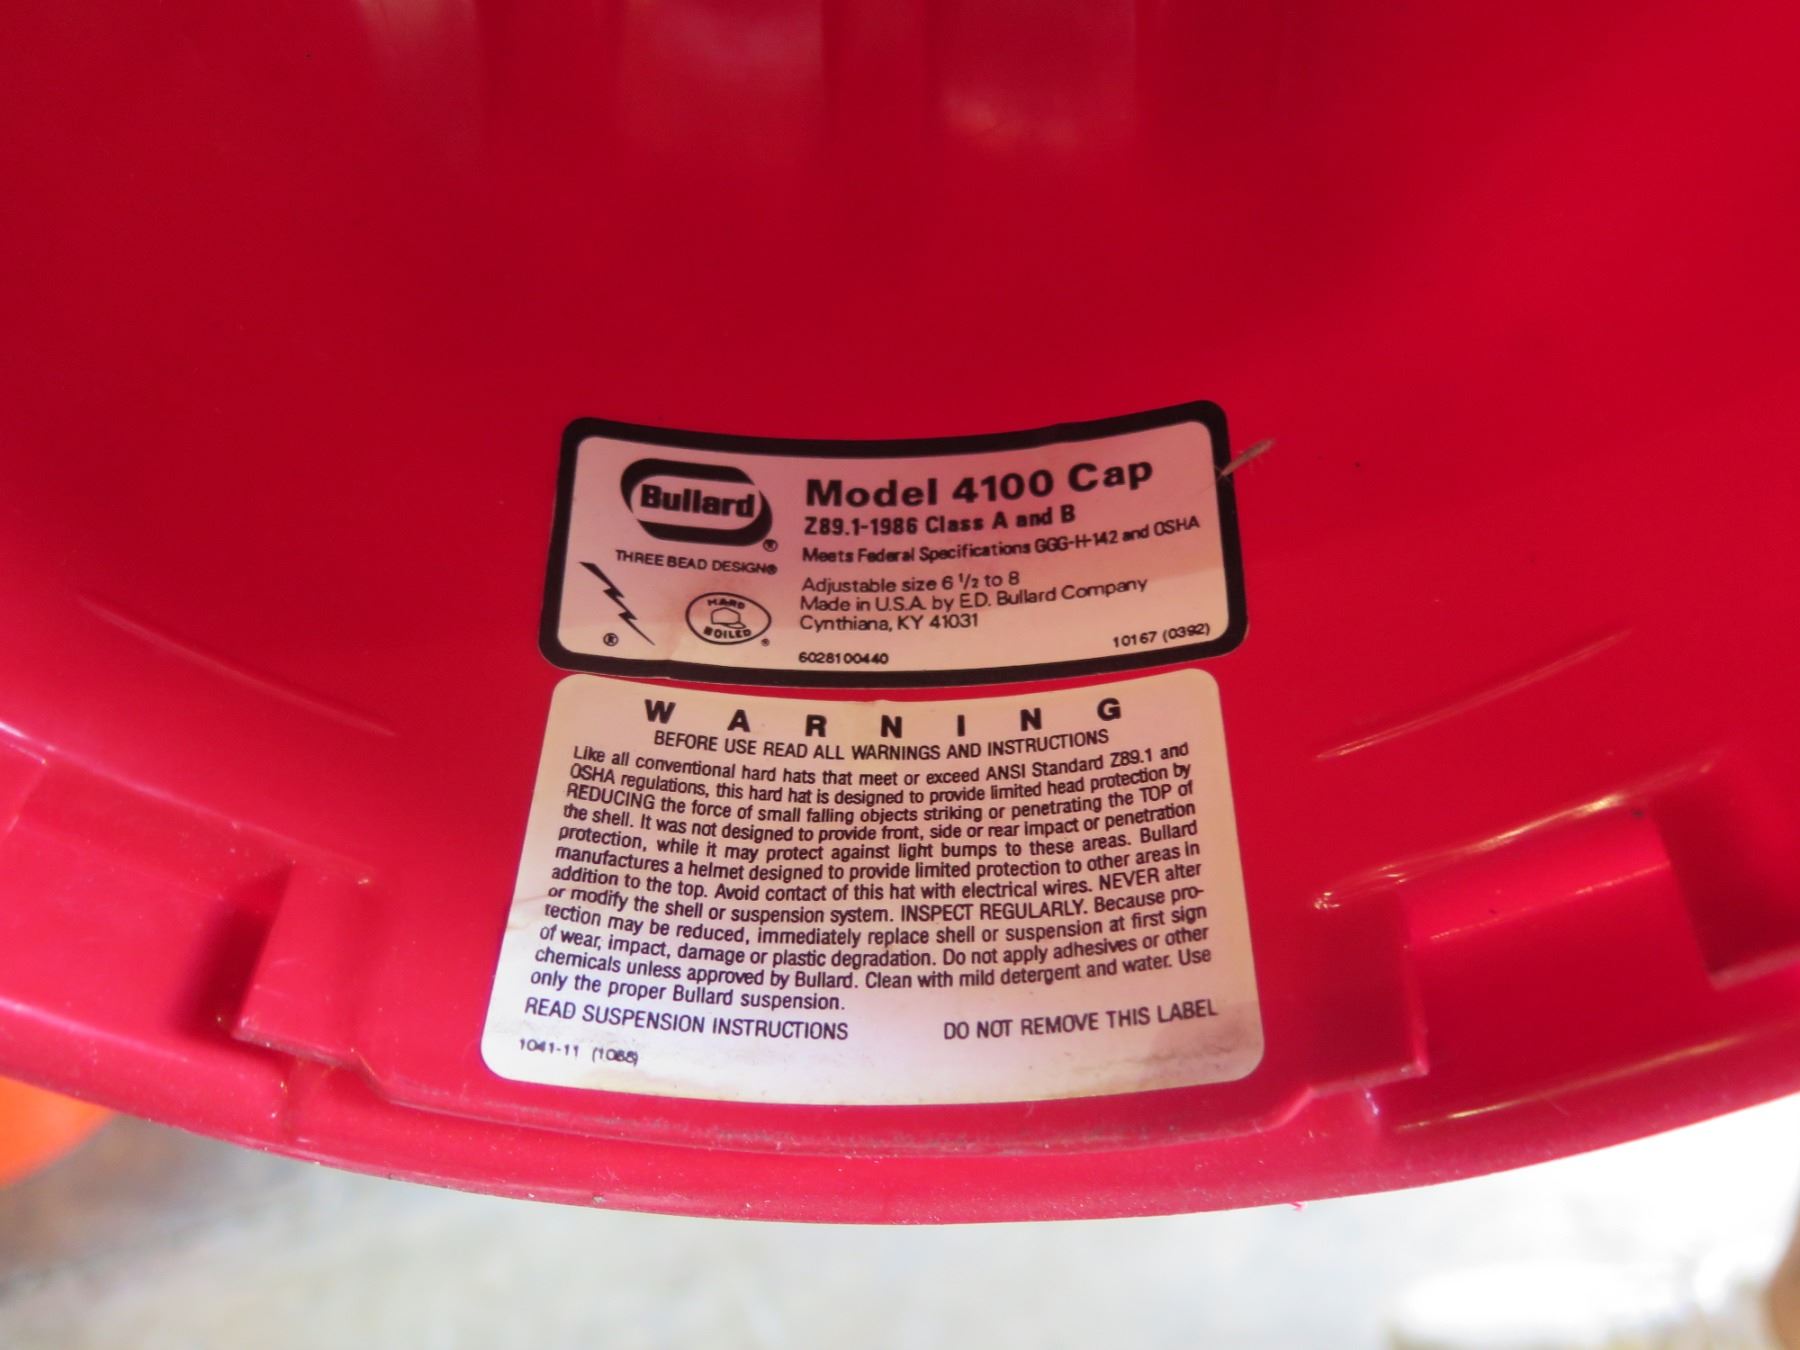 Bullard®
THREE BEAD DESIGN®
®
HARD
BOILED
®
Model 4100 Cap
Z89.1-1986 Class A and B
Meets Federal Specifications GGG-H-142 and OSHA
Adjustable size 6 1/2 to 8
Made in U.S.A. by E.D. Bullard Company
Cynthiana, KY 41031
6028100440
10167 (0392)
WARNING
BEFORE USE READ ALL WARNINGS AND INSTRUCTIONS
Like all conventional hard hats that meet or exceed ANSI Standard Z89.1 and
OSHA regulations, this hard hat is designed to provide limited head protection by
REDUCING the force of small falling objects striking or penetrating the TOP of
the shell. It was not designed to provide front, side or rear impact or penetration
protection, while it may protect against light bumps to these areas. Bullard
manufactures a helmet designed to provide limited protection to other areas in
addition to the top. Avoid contact of this hat with electrical wires. NEVER alter
or modify the shell or suspension system. INSPECT REGULARLY. Because pro-
tection may be reduced, immediately replace shell or suspension at first sign
of wear, impact, damage or plastic degradation. Do not apply adhesives or other
chemicals unless approved by Bullard. Clean with mild detergent and water. Use
only the proper Bullard suspension.
READ SUSPENSION INSTRUCTIONS DO NOT REMOVE THIS LABEL
1041-11